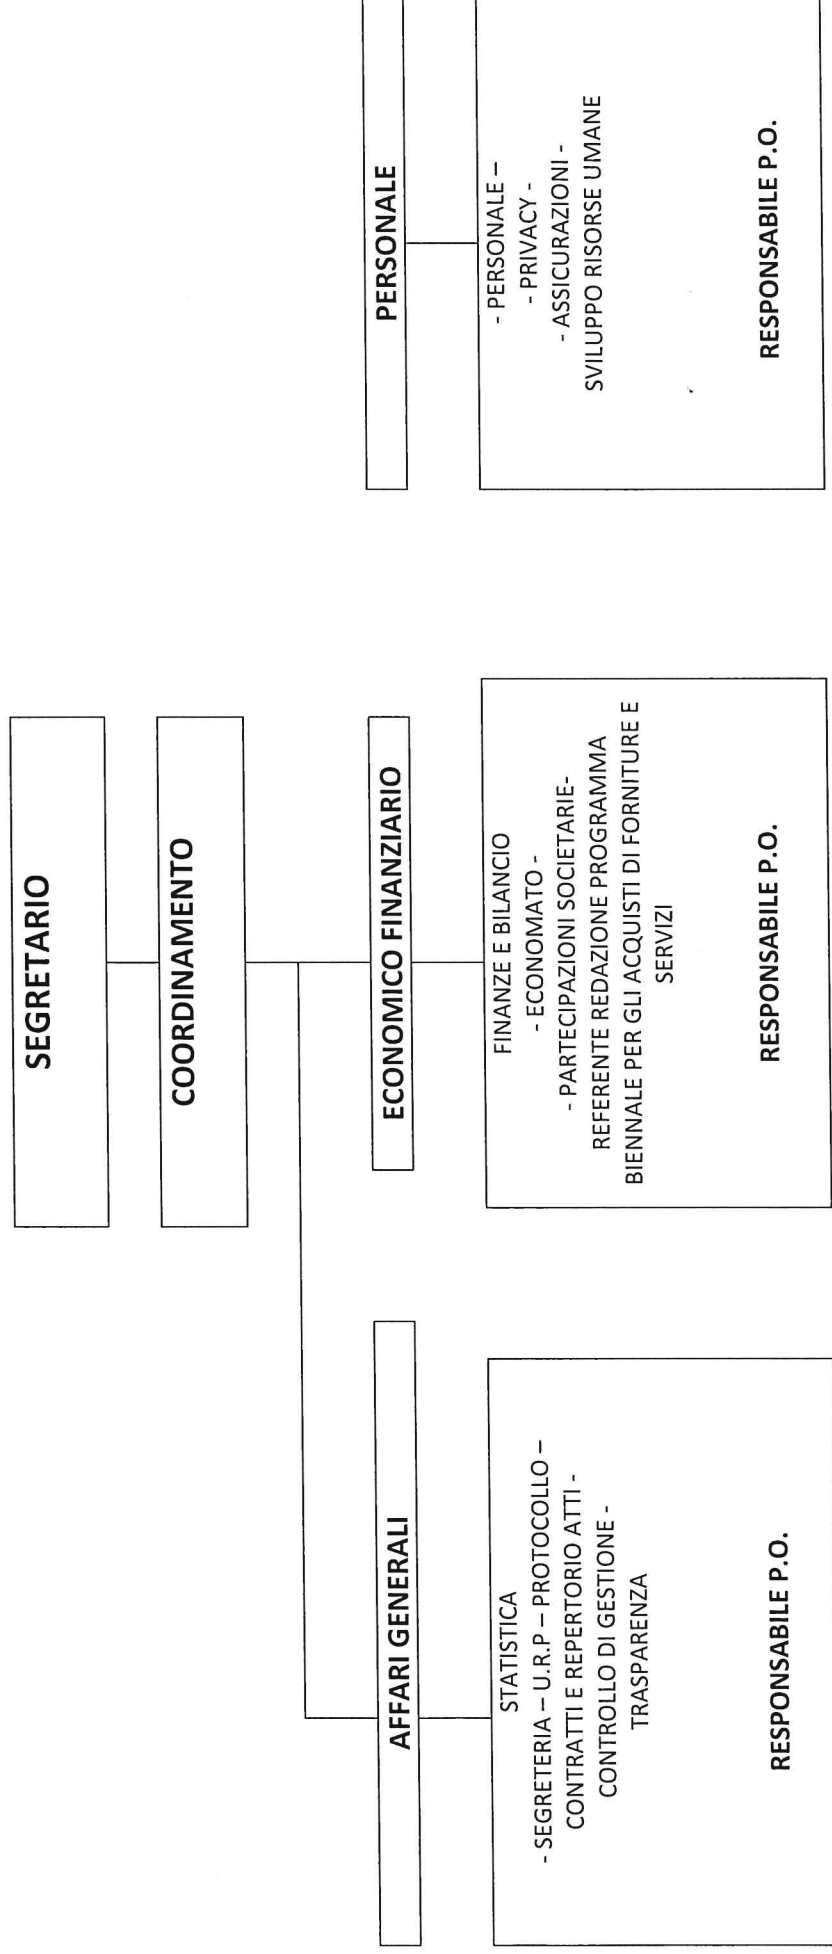 SEGRETARIO
COORDINAMENTO
AFFARI GENERALI
STATISTICA
- SEGRETERIA – U.R.P – PROTOCOLLO –
CONTRATTI E REPERTORIO ATTI -
CONTROLLO DI GESTIONE -
TRASPARENZA
RESPONSABILE P.O.
ECONOMICO FINANZIARIO
FINANZE E BILANCIO
- ECONOMATO -
- PARTECIPAZIONI SOCIETARIE-
REFERENTE REDAZIONE PROGRAMMA
BIENNALE PER GLI ACQUISTI DI FORNITURE E
SERVIZI
RESPONSABILE P.O.
PERSONALE
- PERSONALE –
- PRIVACY -
- ASSICURAZIONI -
SVILUPPO RISORSE UMANE
RESPONSABILE P.O.